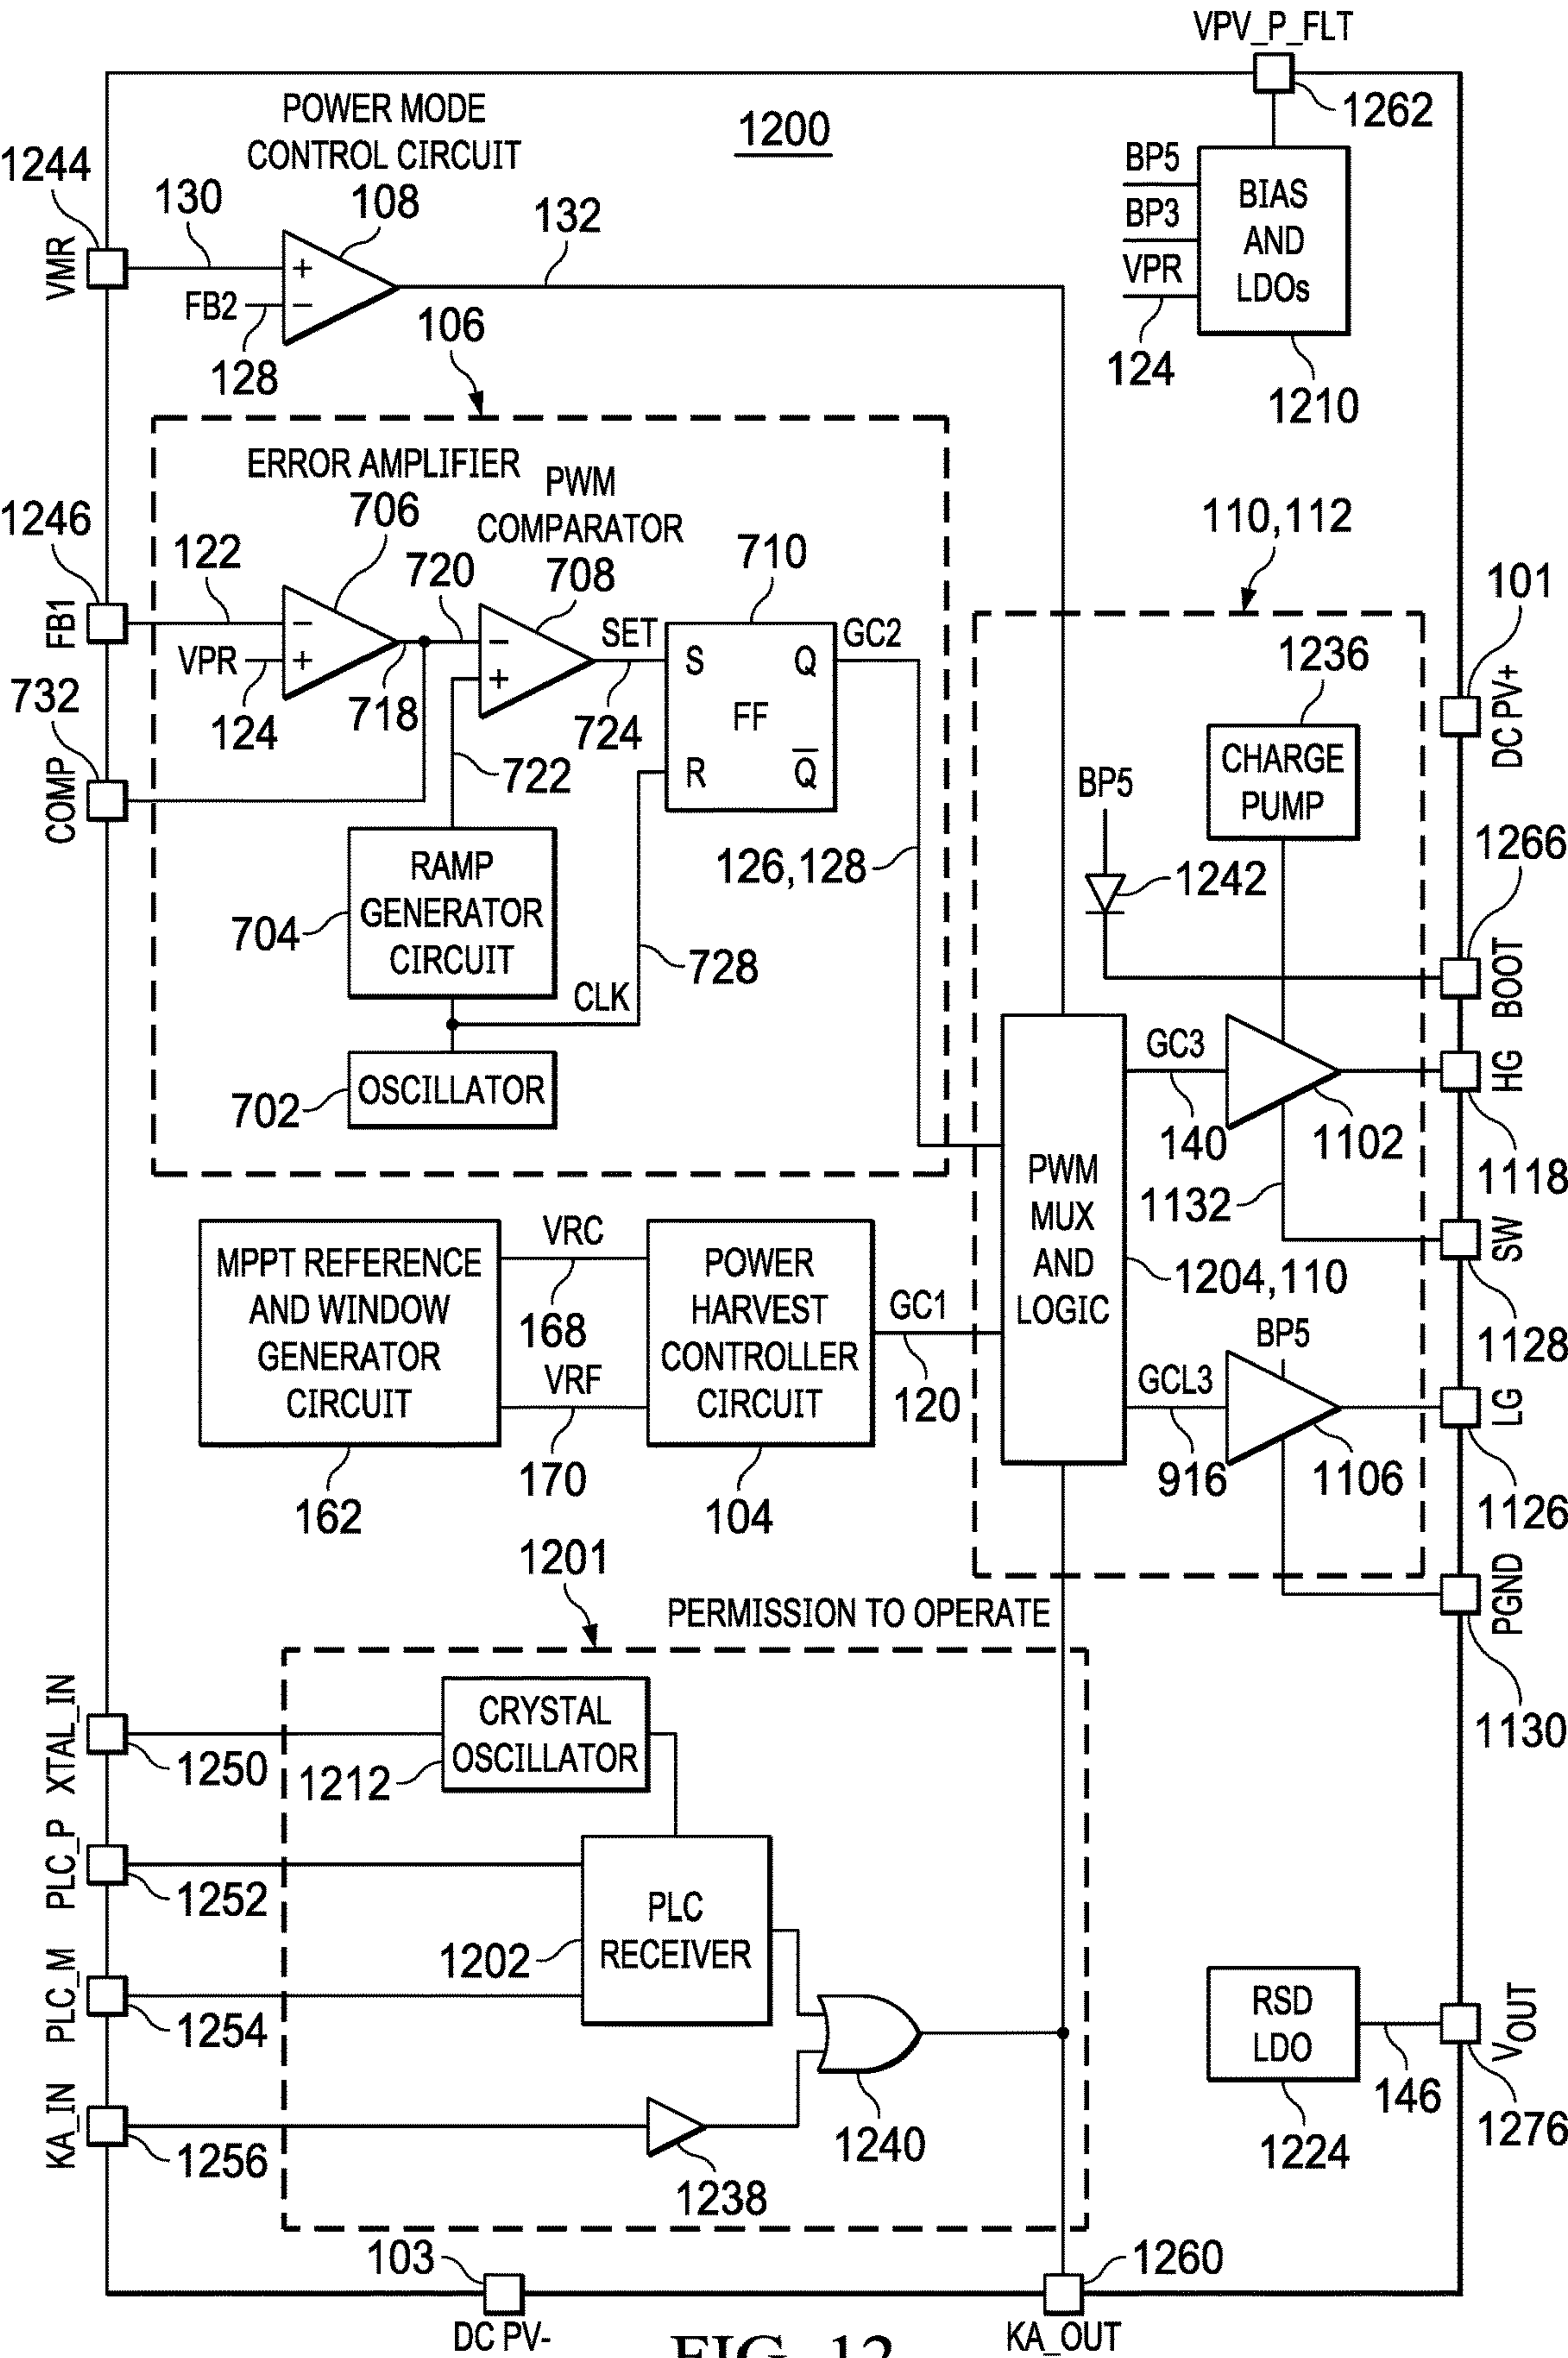 VPV_P_FLT
1262
POWER MODE
CONTROL CIRCUIT
1200
1244
130
108
132
VMR
FB2
128
+
−
BP5
BP3
VPR
124
BIAS
AND
LDOs
1210
106
ERROR AMPLIFIER
706
PWM
COMPARATOR
708
1246
122
FB1
−
+
VPR
124
718
720
−
+
SET
724
710
S
Q
FF
R
Q
GC2
732
COMP
722
RAMP
GENERATOR
CIRCUIT
704
CLK
728
OSCILLATOR
702
126,128
110,112
101
DC PV+
1236
CHARGE
PUMP
BP5
1242
1266
BOOT
GC3
140
1102
HG
1118
1132
SW
1128
PWM
MUX
AND
LOGIC
1204,110
BP5
GCL3
916
1106
LG
1126
PGND
1130
MPPT REFERENCE
AND WINDOW
GENERATOR
CIRCUIT
162
VRC
168
VRF
170
POWER
HARVEST
CONTROLLER
CIRCUIT
104
GC1
120
1201
PERMISSION TO OPERATE
XTAL_IN
1250
CRYSTAL
OSCILLATOR
1212
PLC_P
1252
PLC
RECEIVER
1202
PLC_M
1254
KA_IN
1256
1238
1240
RSD
LDO
1224
146
VOUT
1276
103
DC PV-
1260
KA_OUT
FIG. 12